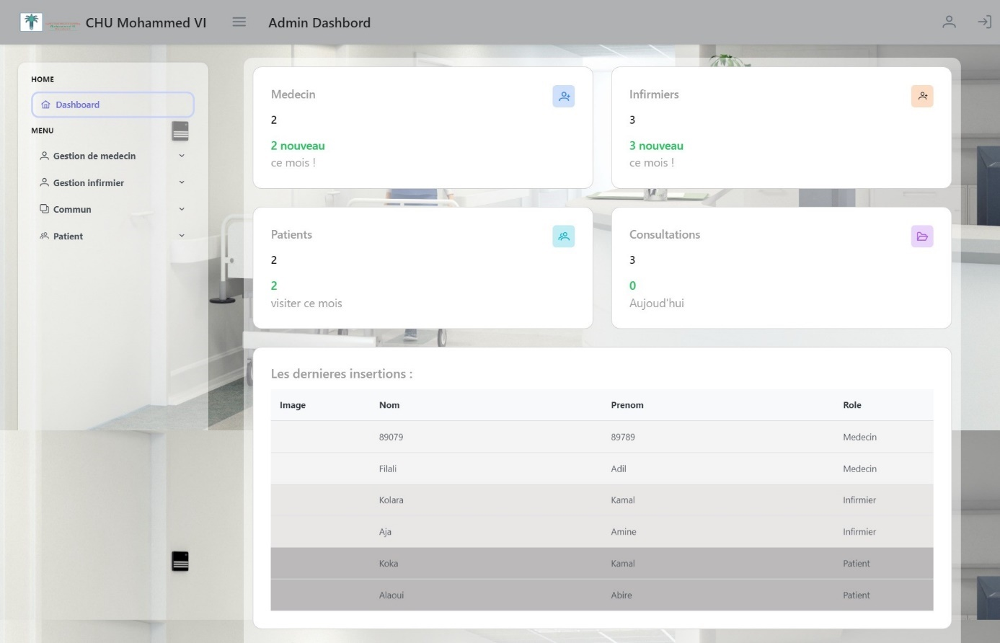 CHU Mohammed VI
Admin Dashbord
HOME
Dashboard
MENU
Gestion de medecin
Gestion infirmier
Commun
Patient
Medecin
2
2 nouveau
ce mois !
Infirmiers
3
3 nouveau
ce mois !
Patients
2
2
visiter ce mois
Consultations
3
0
Aujoud'hui
Les dernieres insertions :
Image Nom Prenom Role
89079 89789 Medecin
Filali Adil Medecin
Kolara Kamal Infirmier
Aja Amine Infirmier
Koka Kamal Patient
Alaoui Abire Patient